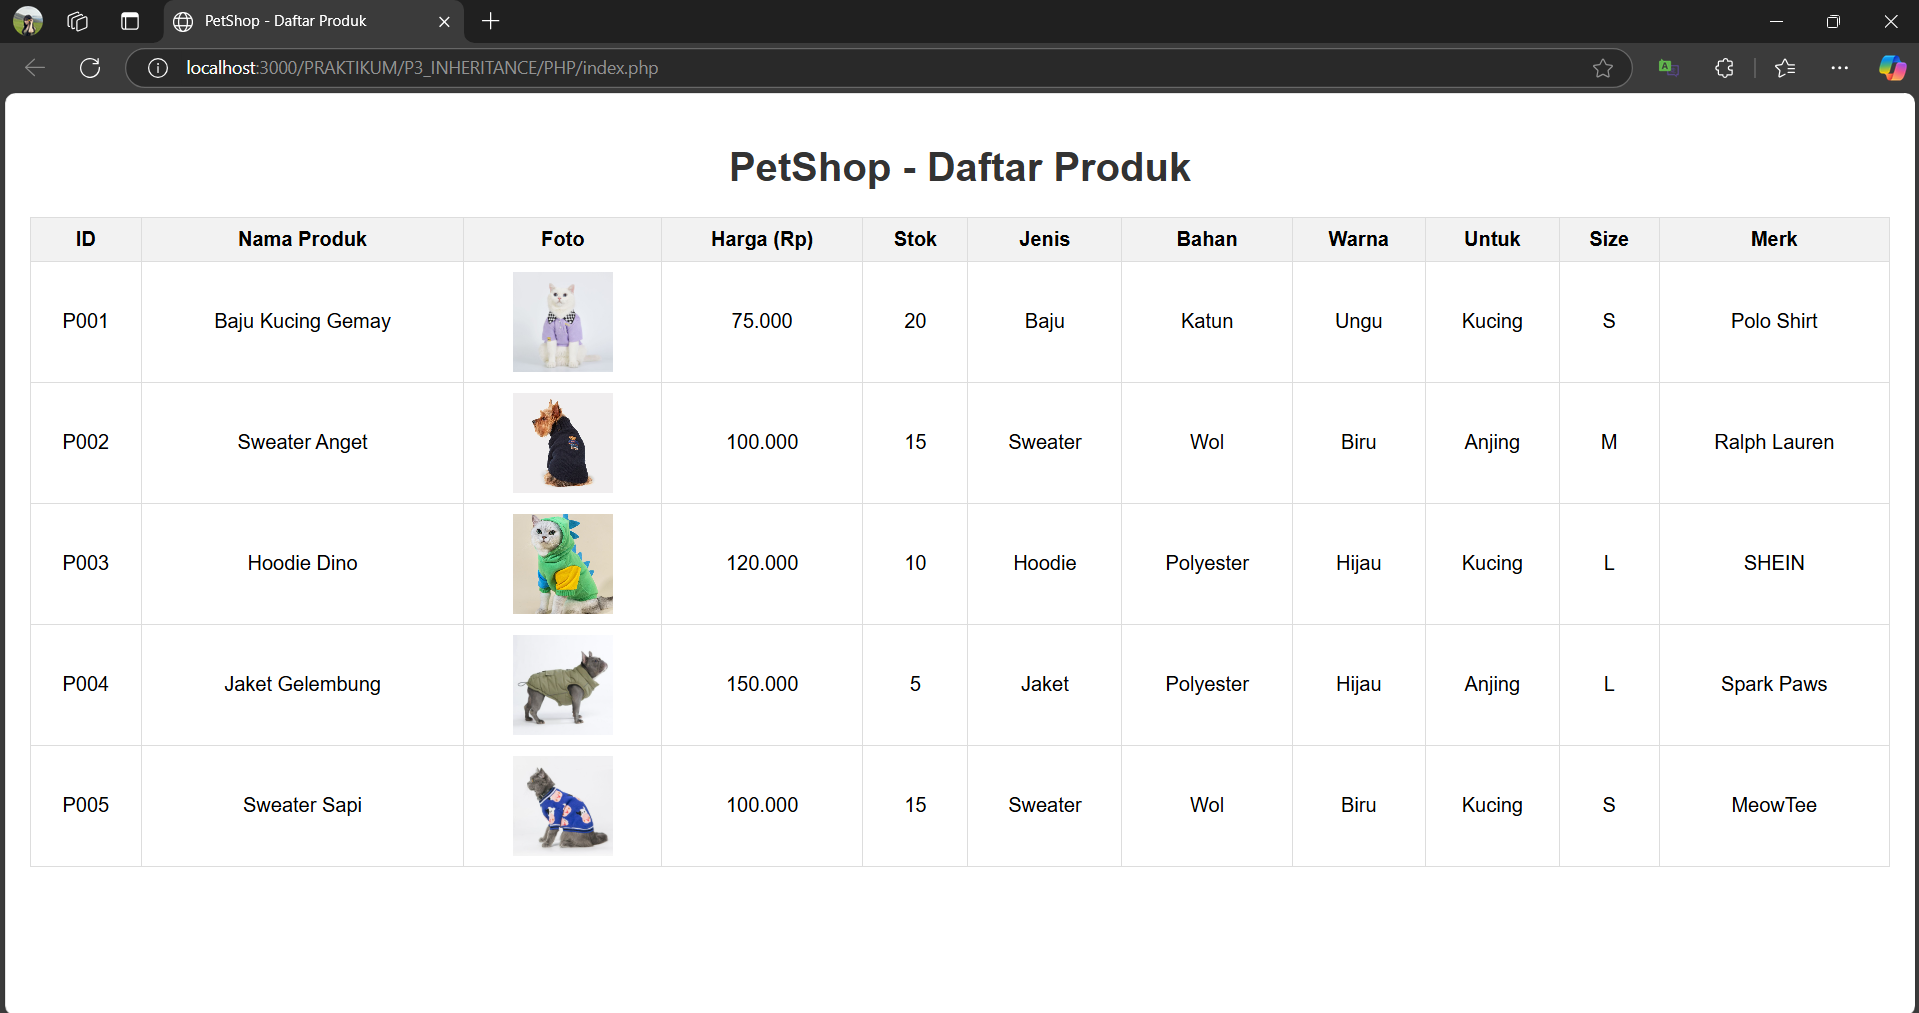 PetShop - Daftar Produk
localhost:3000/PRAKTIKUM/P3_INHERITANCE/PHP/index.php
PetShop - Daftar Produk
ID Nama Produk Foto Harga (Rp) Stok Jenis Bahan Warna Untuk Size Merk
P001 Baju Kucing Gemay 75.000 20 Baju Katun Ungu Kucing S Polo Shirt
P002 Sweater Anget 100.000 15 Sweater Wol Biru Anjing M Ralph Lauren
P003 Hoodie Dino 120.000 10 Hoodie Polyester Hijau Kucing L SHEIN
P004 Jaket Gelembung 150.000 5 Jaket Polyester Hijau Anjing L Spark Paws
P005 Sweater Sapi 100.000 15 Sweater Wol Biru Kucing S MeowTee